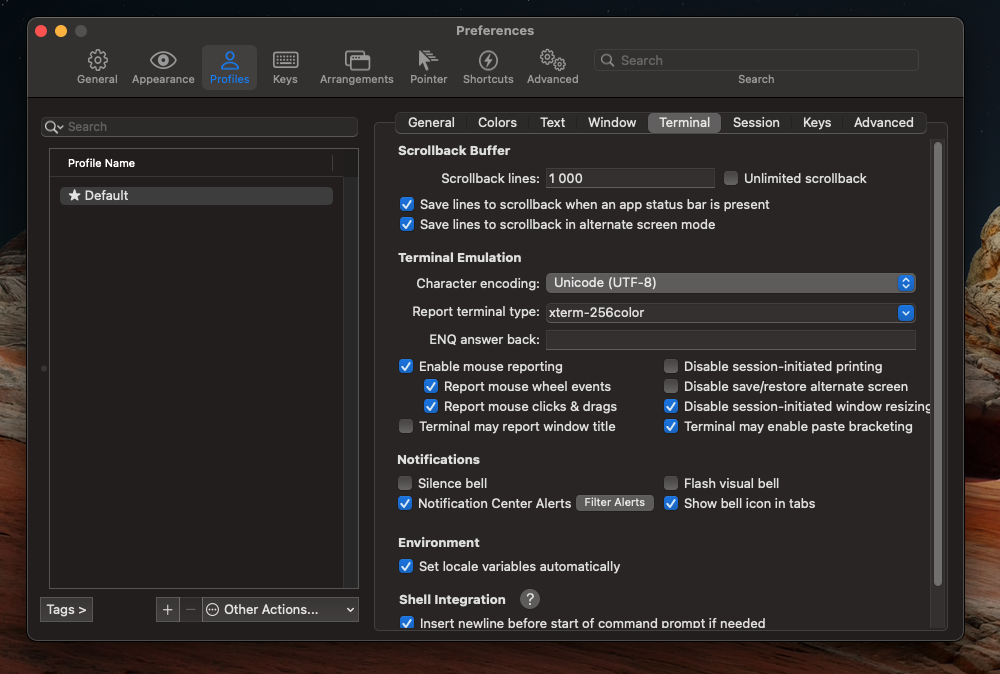 Preferences
General Appearance Profiles Keys Arrangements Pointer Shortcuts Advanced
Search
Search
Search
Profile Name
Default
Tags >
+ − Other Actions...
General Colors Text Window Terminal Session Keys Advanced
Scrollback Buffer
Scrollback lines: 1 000 Unlimited scrollback
Save lines to scrollback when an app status bar is present
Save lines to scrollback in alternate screen mode
Terminal Emulation
Character encoding: Unicode (UTF-8)
Report terminal type: xterm-256color
ENQ answer back:
Enable mouse reporting Disable session-initiated printing
Report mouse wheel events Disable save/restore alternate screen
Report mouse clicks & drags Disable session-initiated window resizing
Terminal may report window title Terminal may enable paste bracketing
Notifications
Silence bell Flash visual bell
Notification Center Alerts Filter Alerts Show bell icon in tabs
Environment
Set locale variables automatically
Shell Integration ?
Insert newline before start of command prompt if needed